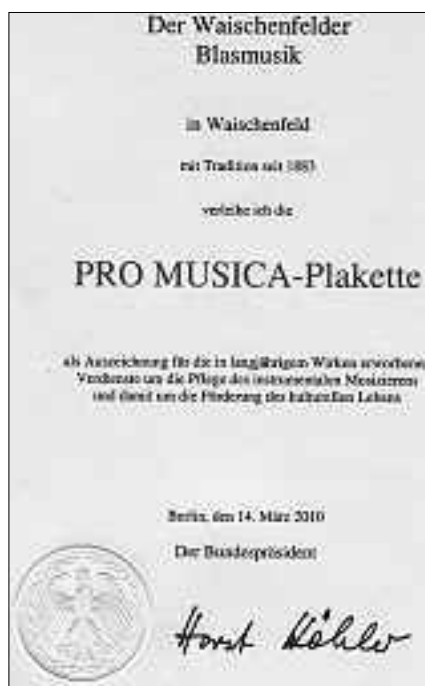 Der Waischenfelder
Blasmusik
in Waischenfeld
mit Tradition seit 1883
verleihe ich die
PRO MUSICA-Plakette
als Auszeichnung für die in langjährigem Wirken erworbenen
Verdienste um die Pflege des instrumentalen Musizierens
und damit um die Förderung des kulturellen Lebens
Berlin, den 14. März 2010
Der Bundespräsident
Horst Köhler